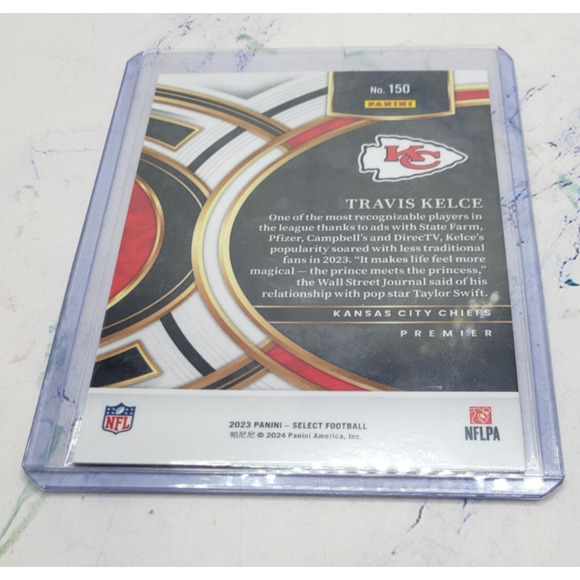 No. 150
PANINI
KC
TRAVIS KELCE
One of the most recognizable players in
the league thanks to ads with State Farm,
Pfizer, Campbell's and DirecTV, Kelce's
popularity soared with less traditional
fans in 2023. "It makes life feel more
magical — the prince meets the princess,"
the Wall Street Journal said of his
relationship with pop star Taylor Swift.
KANSAS CITY CHIEFS
PREMIER
NFL
2023 PANINI – SELECT FOOTBALL
帕尼尼 © 2024 Panini America, Inc.
NFLPA